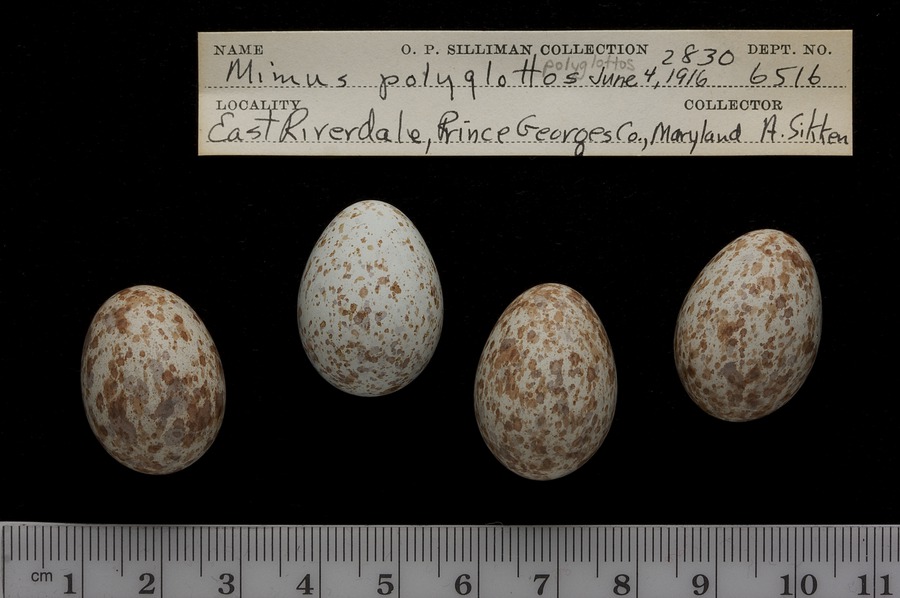 NAME O. P. SILLIMAN COLLECTION 2830 DEPT. NO.
polyglottos
Mimus polyglottos June 4, 1916 6516
LOCALITY COLLECTOR
East Riverdale, Prince Georges Co., Maryland A. Sikken
cm 1 2 3 4 5 6 7 8 9 10 11